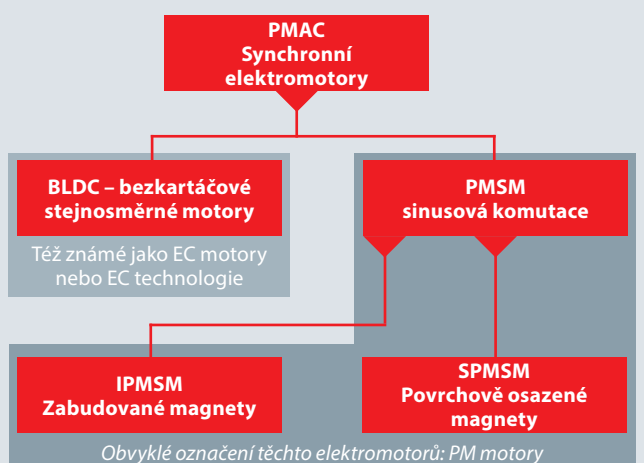 PMAC
Synchronní
elektromotory
BLDC – bezkartáčové
stejnosměrné motory
Též známé jako EC motory
nebo EC technologie
PMSM
sinusová komutace
IPMSM
Zabudované magnety
SPMSM
Povrchově osazené
magnety
Obvyklé označení těchto elektromotorů: PM motory